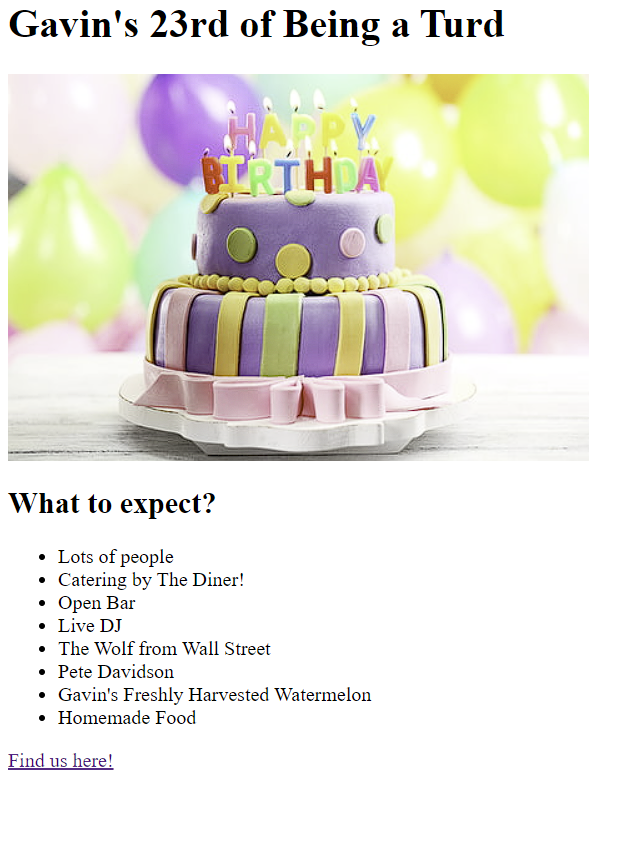 Gavin's 23rd of Being a Turd
HAPPY
BIRTHDAY
What to expect?
Lots of people
Catering by The Diner!
Open Bar
Live DJ
The Wolf from Wall Street
Pete Davidson
Gavin's Freshly Harvested Watermelon
Homemade Food
Find us here!